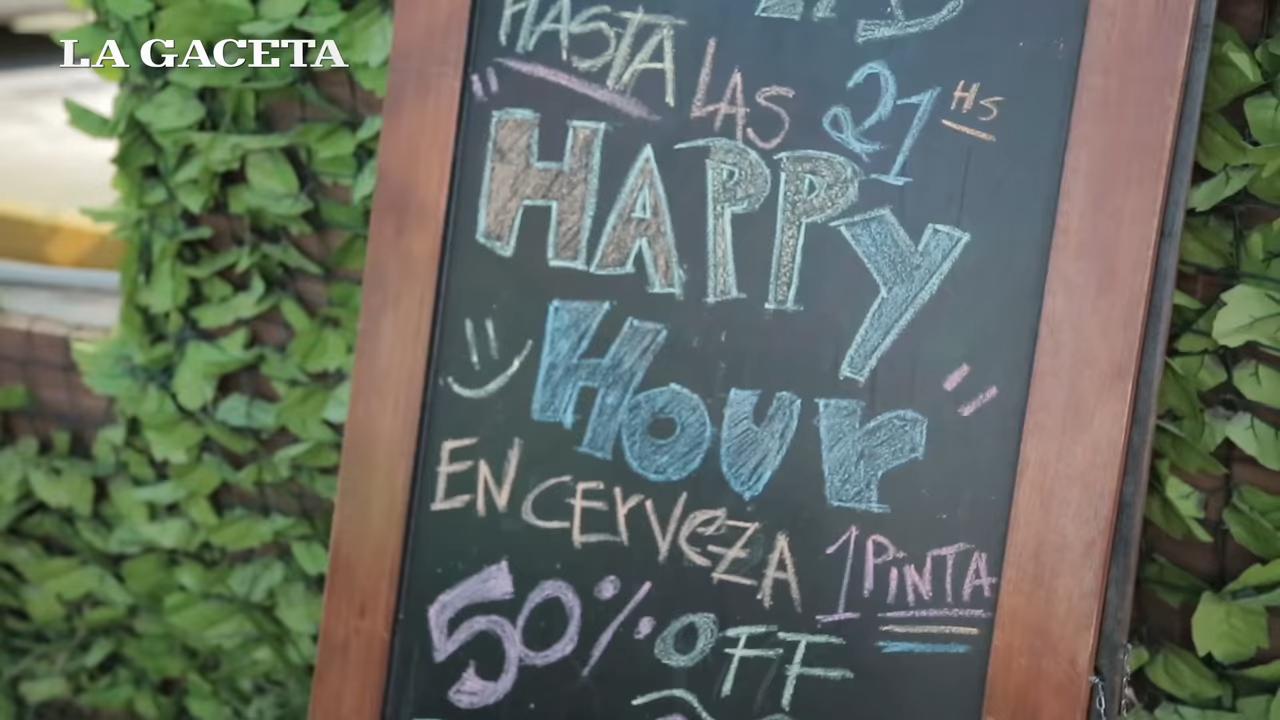 LA GACETA
HASTA LAS 21 HS
HAPPY
HOUR
EN CERVEZA 1 PINTA
50% OFF